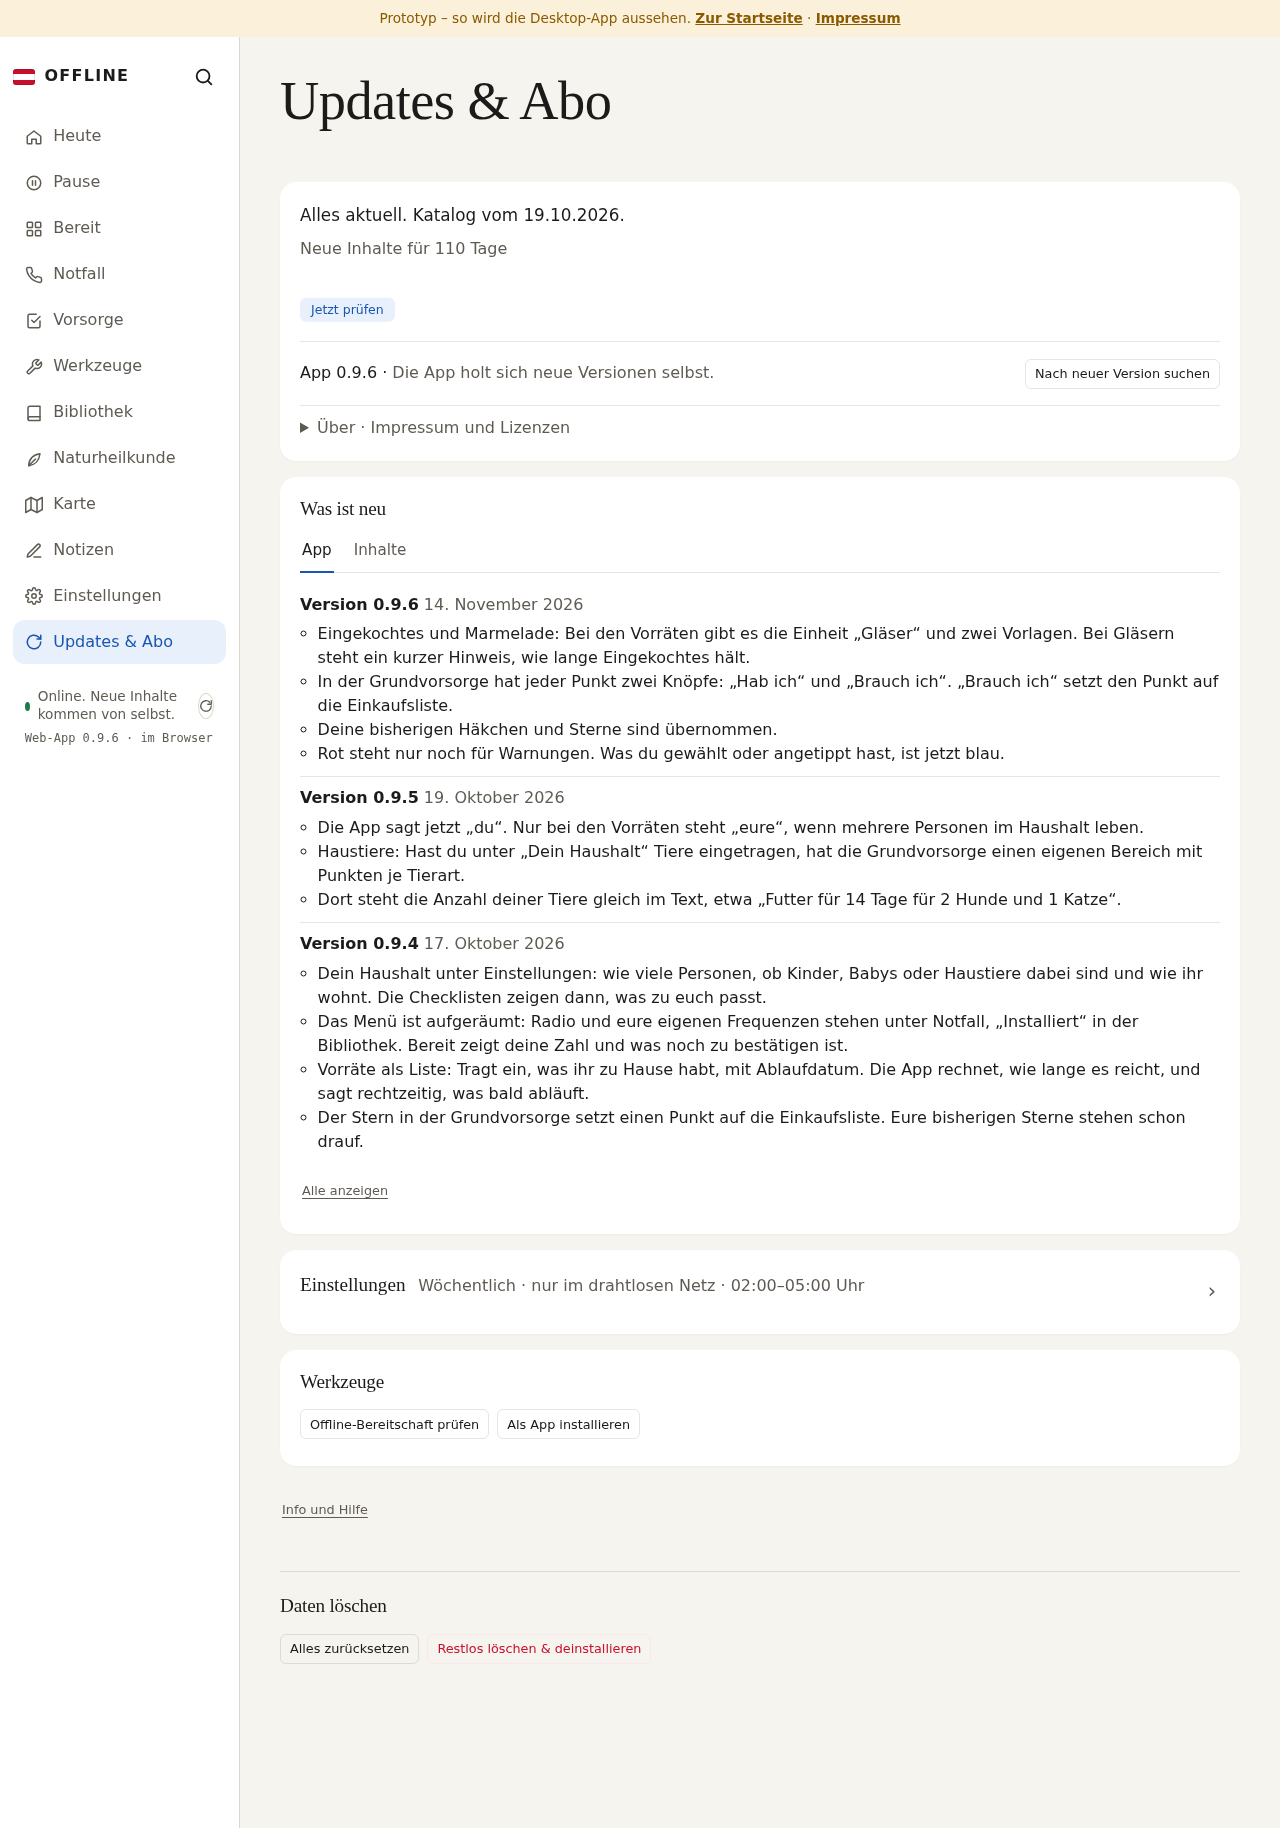 Prototyp – so wird die Desktop-App aussehen. Zur Startseite · Impressum
OFFLINE
Heute
Pause
Bereit
Notfall
Vorsorge
Werkzeuge
Bibliothek
Naturheilkunde
Karte
Notizen
Einstellungen
Updates & Abo
Online. Neue Inhalte
kommen von selbst.
Web-App 0.9.6 · im Browser
Updates & Abo
Alles aktuell. Katalog vom 19.10.2026.
Neue Inhalte für 110 Tage
Jetzt prüfen
App 0.9.6 · Die App holt sich neue Versionen selbst.
Nach neuer Version suchen
Über · Impressum und Lizenzen
Was ist neu
App Inhalte
Version 0.9.6 14. November 2026
Eingekochtes und Marmelade: Bei den Vorräten gibt es die Einheit „Gläser“ und zwei Vorlagen. Bei Gläsern
steht ein kurzer Hinweis, wie lange Eingekochtes hält.
In der Grundvorsorge hat jeder Punkt zwei Knöpfe: „Hab ich“ und „Brauch ich“. „Brauch ich“ setzt den Punkt auf
die Einkaufsliste.
Deine bisherigen Häkchen und Sterne sind übernommen.
Rot steht nur noch für Warnungen. Was du gewählt oder angetippt hast, ist jetzt blau.
Version 0.9.5 19. Oktober 2026
Die App sagt jetzt „du“. Nur bei den Vorräten steht „eure“, wenn mehrere Personen im Haushalt leben.
Haustiere: Hast du unter „Dein Haushalt“ Tiere eingetragen, hat die Grundvorsorge einen eigenen Bereich mit
Punkten je Tierart.
Dort steht die Anzahl deiner Tiere gleich im Text, etwa „Futter für 14 Tage für 2 Hunde und 1 Katze“.
Version 0.9.4 17. Oktober 2026
Dein Haushalt unter Einstellungen: wie viele Personen, ob Kinder, Babys oder Haustiere dabei sind und wie ihr
wohnt. Die Checklisten zeigen dann, was zu euch passt.
Das Menü ist aufgeräumt: Radio und eure eigenen Frequenzen stehen unter Notfall, „Installiert“ in der
Bibliothek. Bereit zeigt deine Zahl und was noch zu bestätigen ist.
Vorräte als Liste: Tragt ein, was ihr zu Hause habt, mit Ablaufdatum. Die App rechnet, wie lange es reicht, und
sagt rechtzeitig, was bald abläuft.
Der Stern in der Grundvorsorge setzt einen Punkt auf die Einkaufsliste. Eure bisherigen Sterne stehen schon
drauf.
Alle anzeigen
Einstellungen Wöchentlich · nur im drahtlosen Netz · 02:00–05:00 Uhr
Werkzeuge
Offline-Bereitschaft prüfen Als App installieren
Info und Hilfe
Daten löschen
Alles zurücksetzen Restlos löschen & deinstallieren